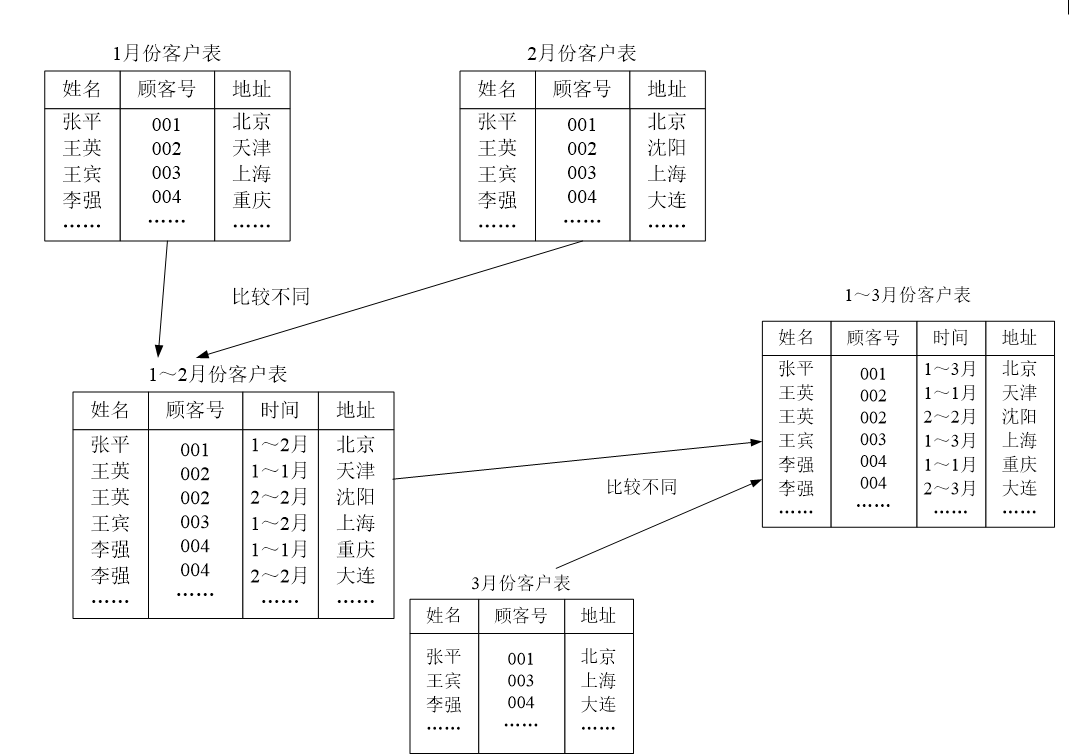 1月份客户表
姓名 顾客号 地址
张平 001 北京
王英 002 天津
王宾 003 上海
李强 004 重庆
…… …… ……
2月份客户表
姓名 顾客号 地址
张平 001 北京
王英 002 沈阳
王宾 003 上海
李强 004 大连
…… …… ……
比较不同
1～2月份客户表
姓名 顾客号 时间 地址
张平 001 1～2月 北京
王英 002 1～1月 天津
王英 002 2～2月 沈阳
王宾 003 1～2月 上海
李强 004 1～1月 重庆
李强 004 2～2月 大连
…… …… …… ……
1～3月份客户表
姓名 顾客号 时间 地址
张平 001 1～3月 北京
王英 002 1～1月 天津
王英 002 2～2月 沈阳
王宾 003 1～3月 上海
李强 004 1～1月 重庆
李强 004 2～3月 大连
…… …… …… ……
比较不同
3月份客户表
姓名 顾客号 地址
张平 001 北京
王宾 003 上海
李强 004 大连
…… …… ……